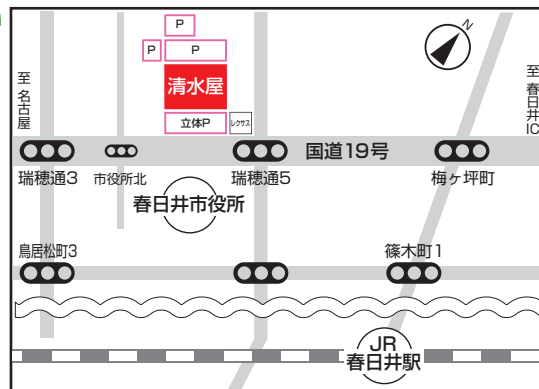 P
P
P
N
清水屋
至名古屋
至春日井IC
立体P
レクサス
国道19号
瑞穂通3
市役所北
瑞穂通5
梅ヶ坪町
春日井市役所
鳥居松町3
篠木町1
JR
春日井駅